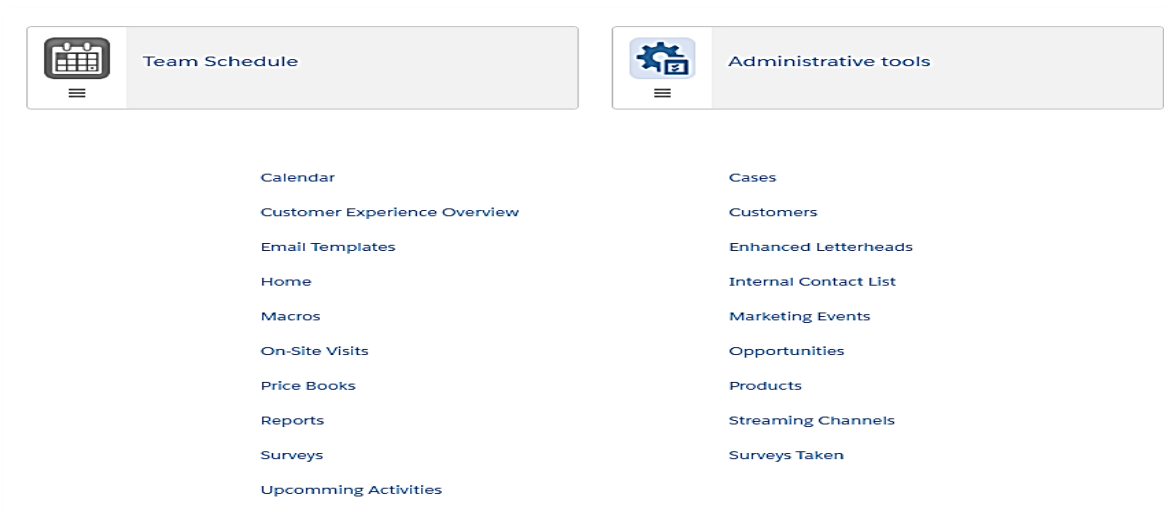 Team Schedule
Administrative tools
Calendar
Cases
Customer Experience Overview
Customers
Email Templates
Enhanced Letterheads
Home
Internal Contact List
Macros
Marketing Events
On-Site Visits
Opportunities
Price Books
Products
Reports
Streaming Channels
Surveys
Surveys Taken
Upcomming Activities